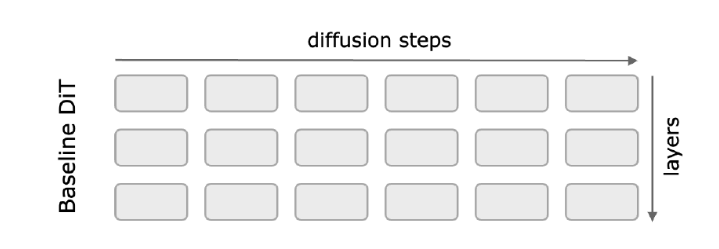 diffusion steps
Baseline DiT
layers